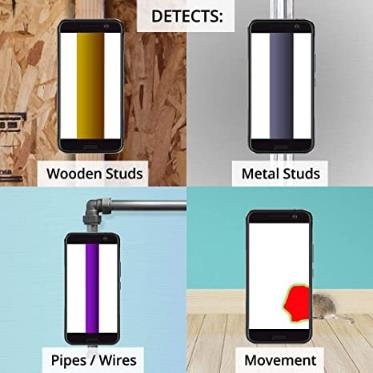 DETECTS:
Wooden Studs
Metal Studs
Pipes / Wires
Movement